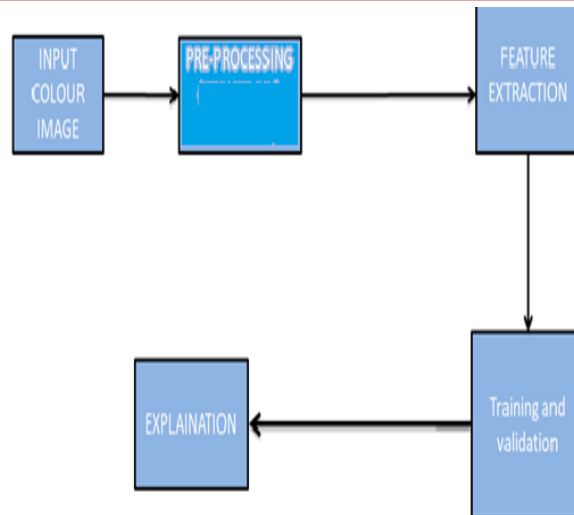 INPUT
COLOUR
IMAGE
PRE-PROCESSING
FEATURE
EXTRACTION
Training and
validation
EXPLAINATION